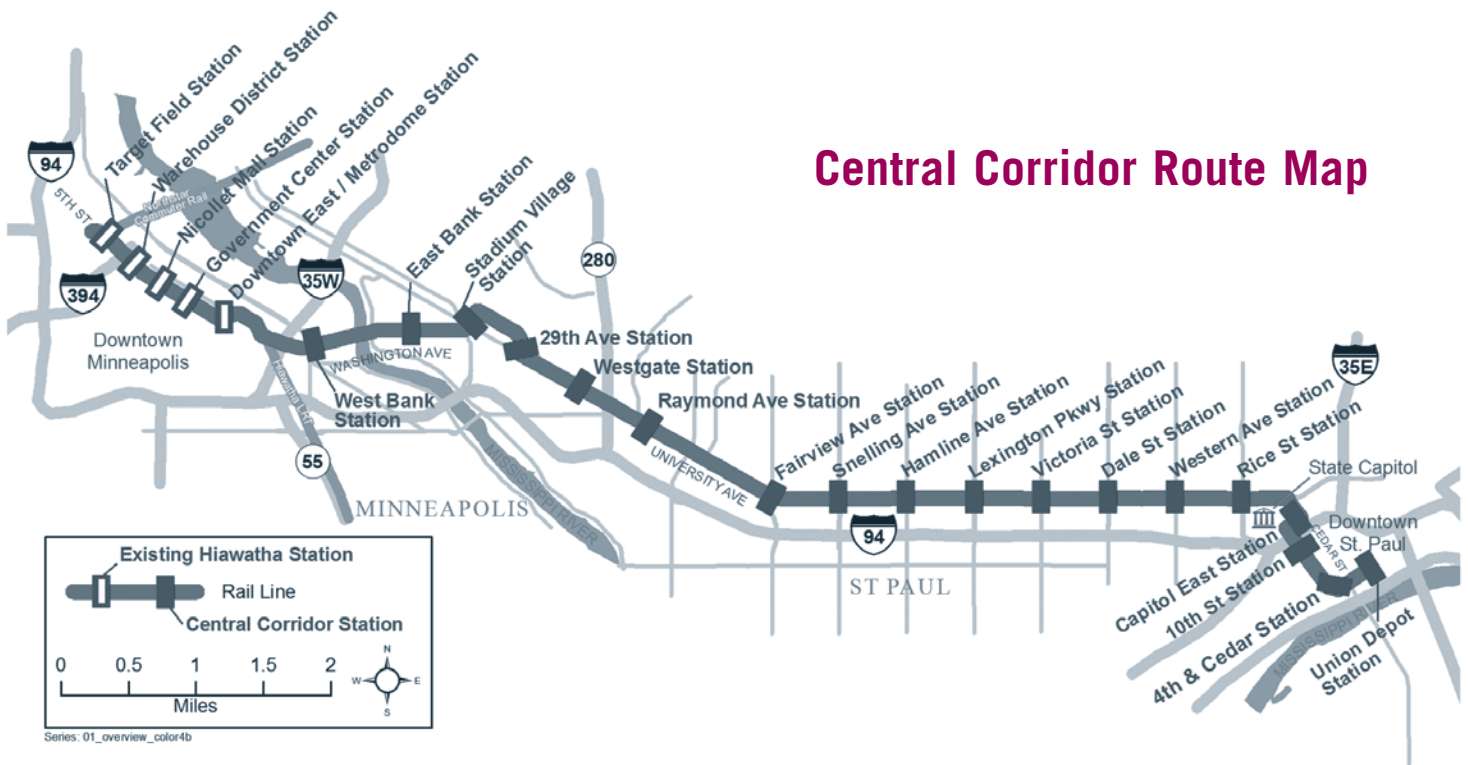 Central Corridor Route Map
Target Field Station
Warehouse District Station
Nicollet Mall Station
Government Center Station
Downtown East / Metrodome Station
East Bank Station
Stadium Village
Station
94
5TH ST
Northstar
Commuter Rail
394
35W
280
Downtown
Minneapolis
WASHINGTON AVE
29th Ave Station
Westgate Station
Raymond Ave Station
West Bank
Station
Hiawatha LRT
55
MINNEAPOLIS
MISSISSIPPI RIVER
UNIVERSITY AVE
Fairview Ave Station
Snelling Ave Station
Hamline Ave Station
Lexington Pkwy Station
Victoria St Station
Dale St Station
Western Ave Station
Rice St Station
35E
State Capitol
Downtown
St. Paul
CEDAR ST
94
ST PAUL
Capitol East Station
10th St Station
4th & Cedar Station
Union Depot
Station
MISSISSIPPI RIVER
Existing Hiawatha Station
Rail Line
Central Corridor Station
0 0.5 1 1.5 2
Miles
N
W E
S
Series: 01_overview_color4b